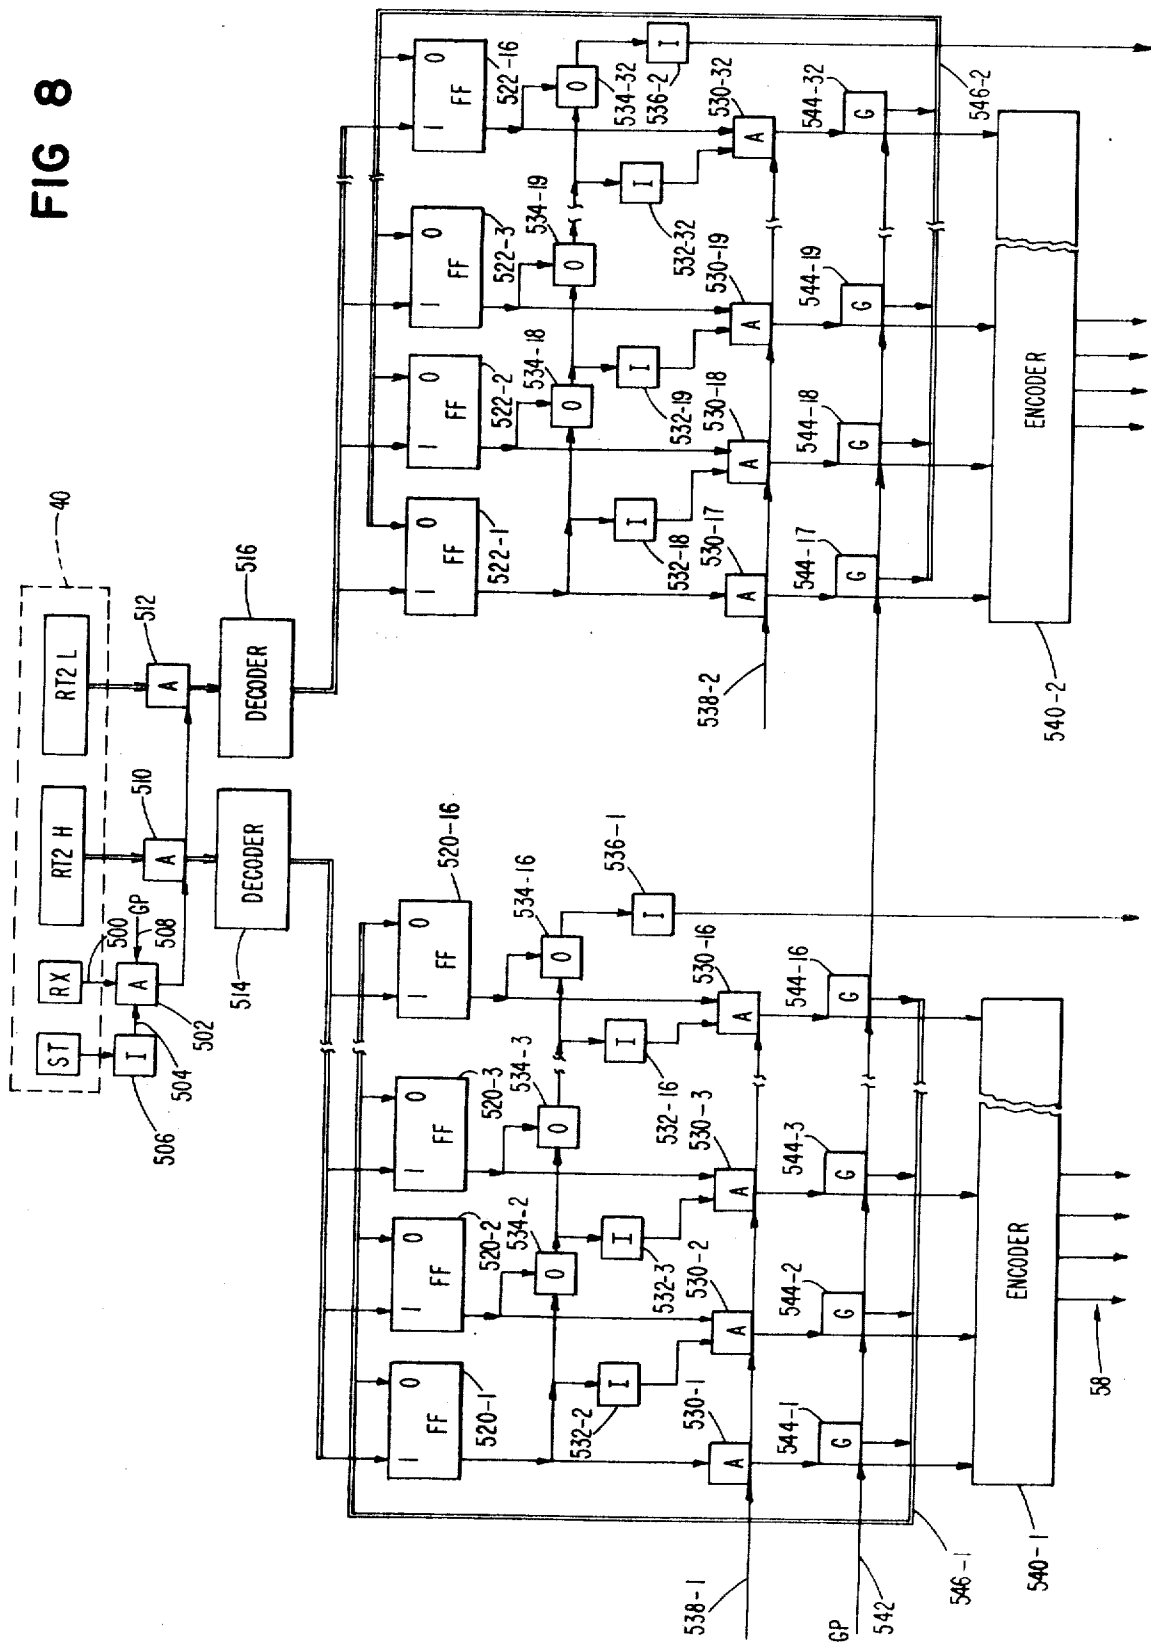 FIG 8
40
ST
RX
RT2 H
RT2 L
500
GP
508
510
512
I
A
A
A
506
504
502
514
DECODER
DECODER
516
I O
FF
520-1
I O
FF
520-2
I O
FF
520-3
I O
FF
520-16
I O
FF
522-1
I O
FF
522-2
I O
FF
522-3
I O
FF
522-16
O
534-2
O
534-3
O
534-16
O
534-18
O
534-19
O
534-32
I
532-2
I
532-3
I
532-16
I
536-1
I
532-18
I
532-19
I
532-32
I
536-2
538-1
A
530-1
A
530-2
A
530-3
A
530-16
538-2
A
530-17
A
530-18
A
530-19
A
530-32
GP
542
G
544-1
G
544-2
G
544-3
G
544-16
G
544-17
G
544-18
G
544-19
G
544-32
546-1
546-2
540-1
ENCODER
540-2
ENCODER
58